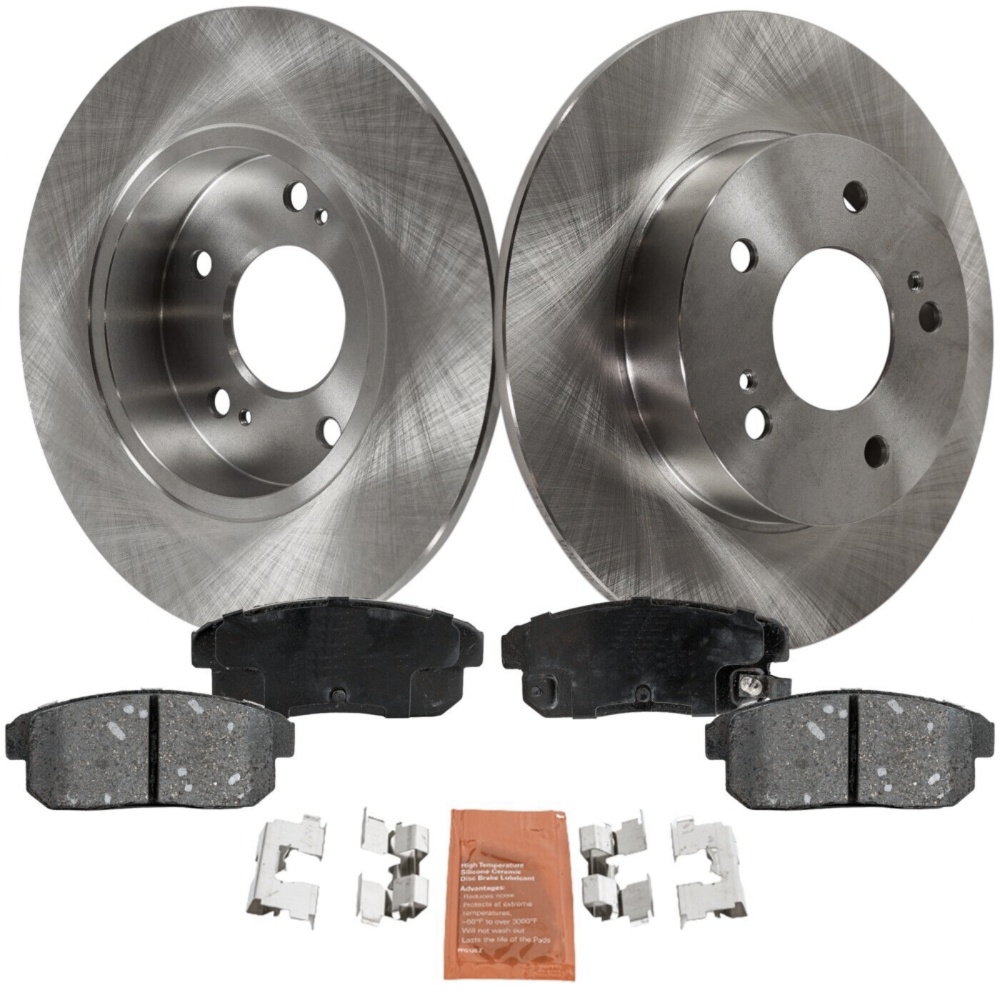 High Temperature
Silicone Ceramic
Disc Brake Lubricant
Advantages:
Reduces noise
Protects at extreme
temperatures,
-50°F to over 3000°F
Will not wash out
Lasts the life of the Pads